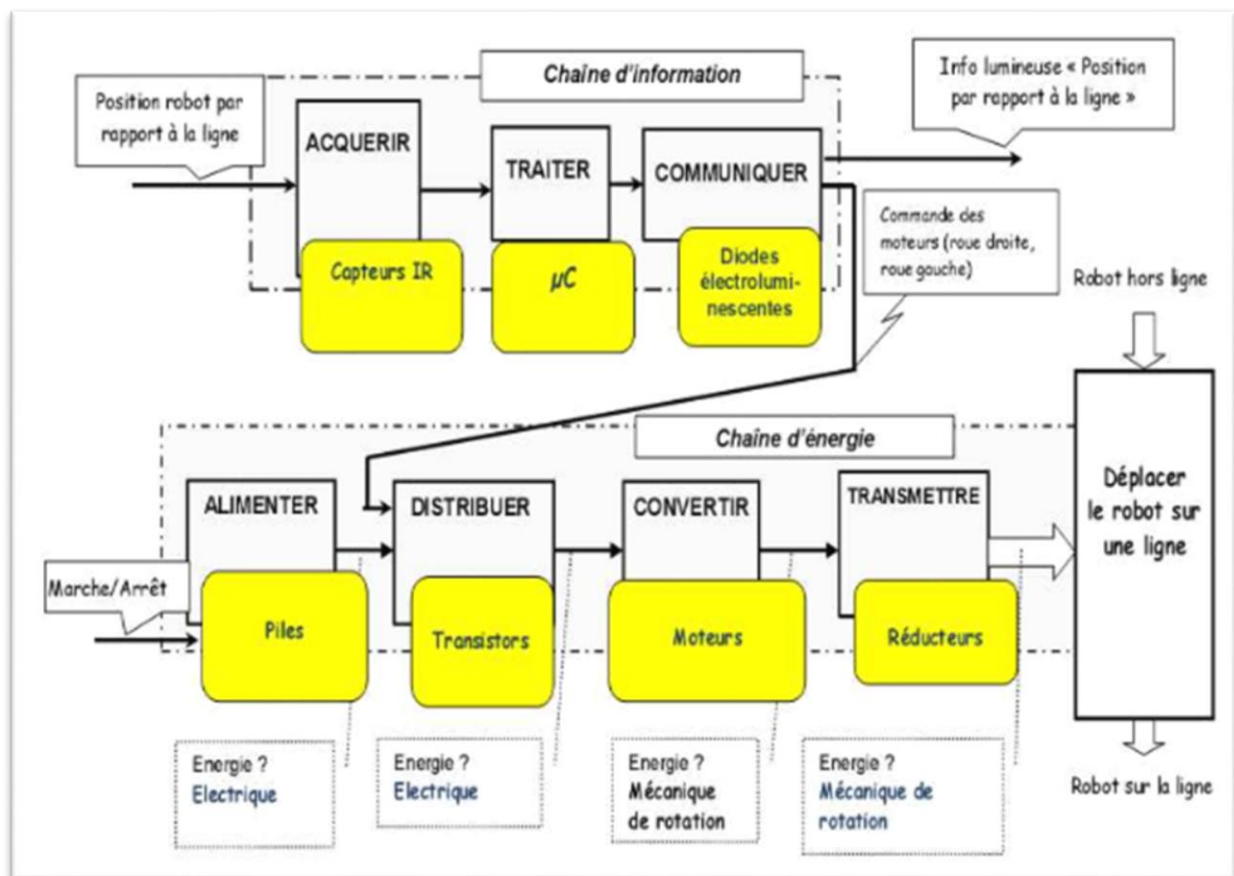 Chaîne d'information
Position robot par
rapport à la ligne
Info lumineuse « Position
par rapport à la ligne »
ACQUERIR
TRAITER
COMMUNIQUER
Capteurs IR
µC
Diodes
électrolumi-
nescentes
Commande des
moteurs (roue droite,
roue gauche)
Robot hors ligne
Chaîne d'énergie
ALIMENTER
DISTRIBUER
CONVERTIR
TRANSMETTRE
Déplacer
le robot sur
une ligne
Marche/Arrêt
Piles
Transistors
Moteurs
Réducteurs
Energie ?
Electrique
Energie ?
Electrique
Energie ?
Mécanique
de rotation
Energie ?
Mécanique de
rotation
Robot sur la ligne